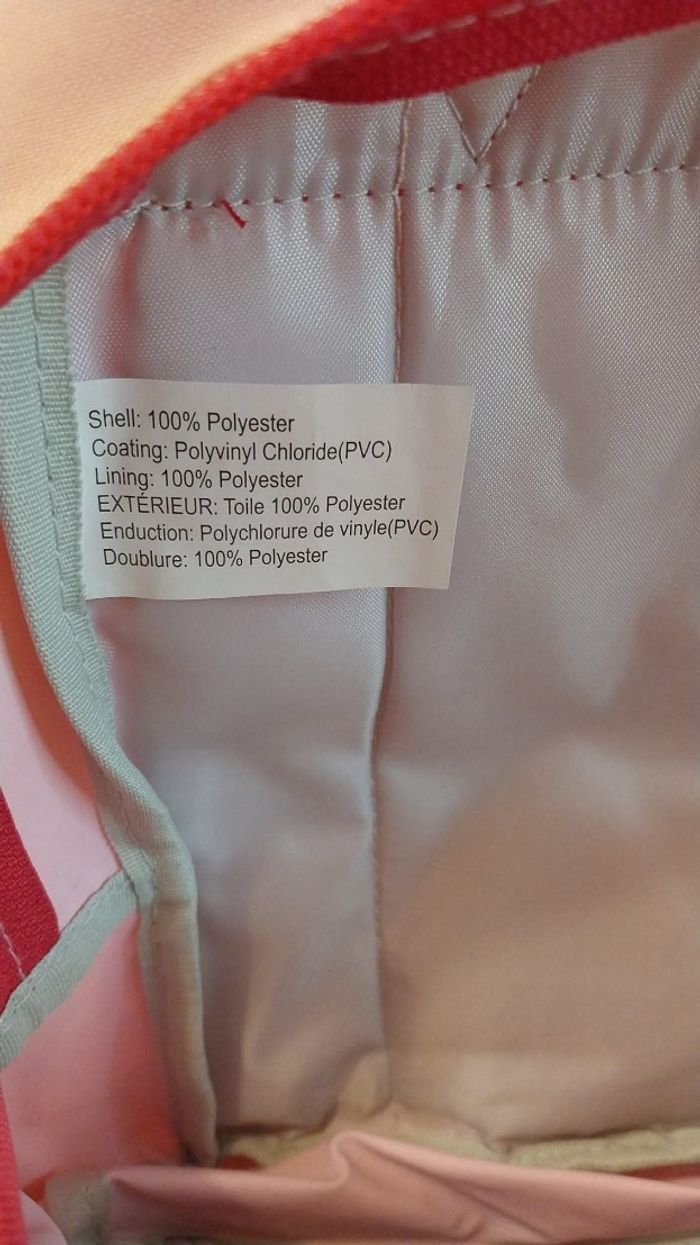 Shell: 100% Polyester
Coating: Polyvinyl Chloride(PVC)
Lining: 100% Polyester
EXTÉRIEUR: Toile 100% Polyester
Enduction: Polychlorure de vinyle(PVC)
Doublure: 100% Polyester